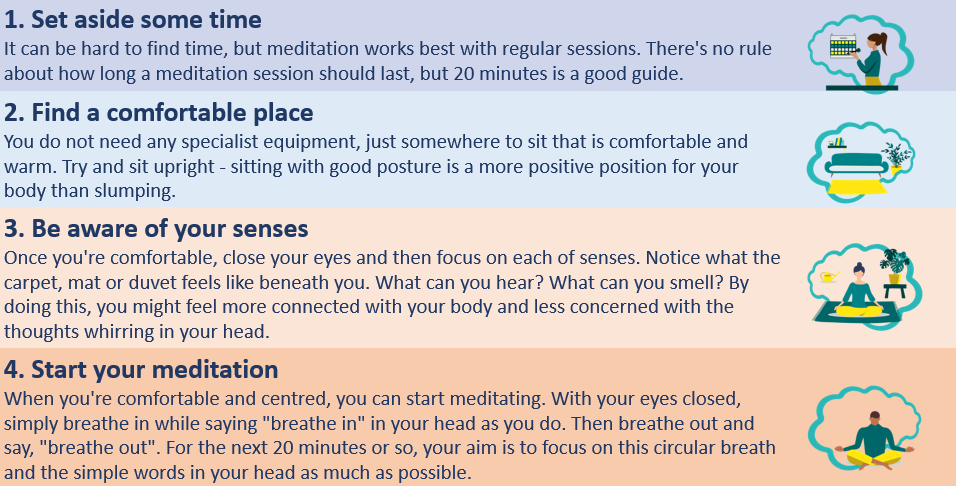 1. Set aside some time
It can be hard to find time, but meditation works best with regular sessions. There's no rule
about how long a meditation session should last, but 20 minutes is a good guide.
2. Find a comfortable place
You do not need any specialist equipment, just somewhere to sit that is comfortable and
warm. Try and sit upright - sitting with good posture is a more positive position for your
body than slumping.
3. Be aware of your senses
Once you're comfortable, close your eyes and then focus on each of senses. Notice what the
carpet, mat or duvet feels like beneath you. What can you hear? What can you smell? By
doing this, you might feel more connected with your body and less concerned with the
thoughts whirring in your head.
4. Start your meditation
When you're comfortable and centred, you can start meditating. With your eyes closed,
simply breathe in while saying "breathe in" in your head as you do. Then breathe out and
say, "breathe out". For the next 20 minutes or so, your aim is to focus on this circular breath
and the simple words in your head as much as possible.